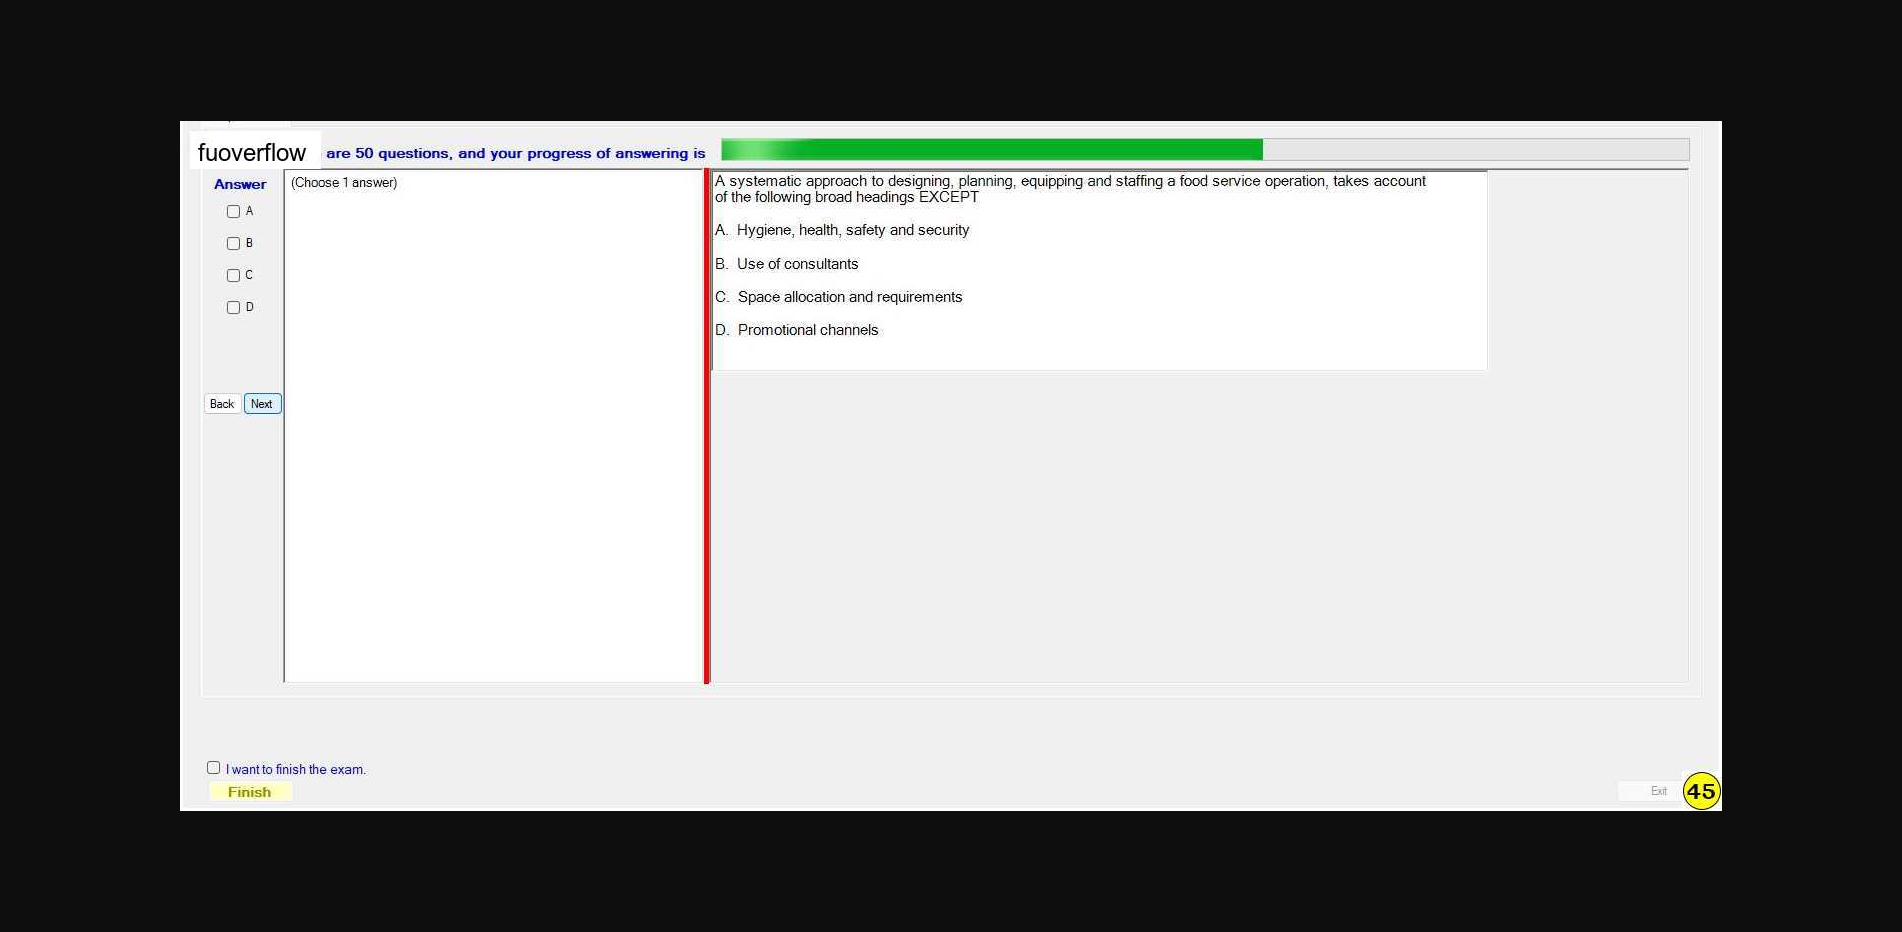 fuoverflow are 50 questions, and your progress of answering is
Answer
(Choose 1 answer)
A
B
C
D
Back Next
A systematic approach to designing, planning, equipping and staffing a food service operation, takes account
of the following broad headings EXCEPT
A. Hygiene, health, safety and security
B. Use of consultants
C. Space allocation and requirements
D. Promotional channels
I want to finish the exam.
Finish
Exit
45